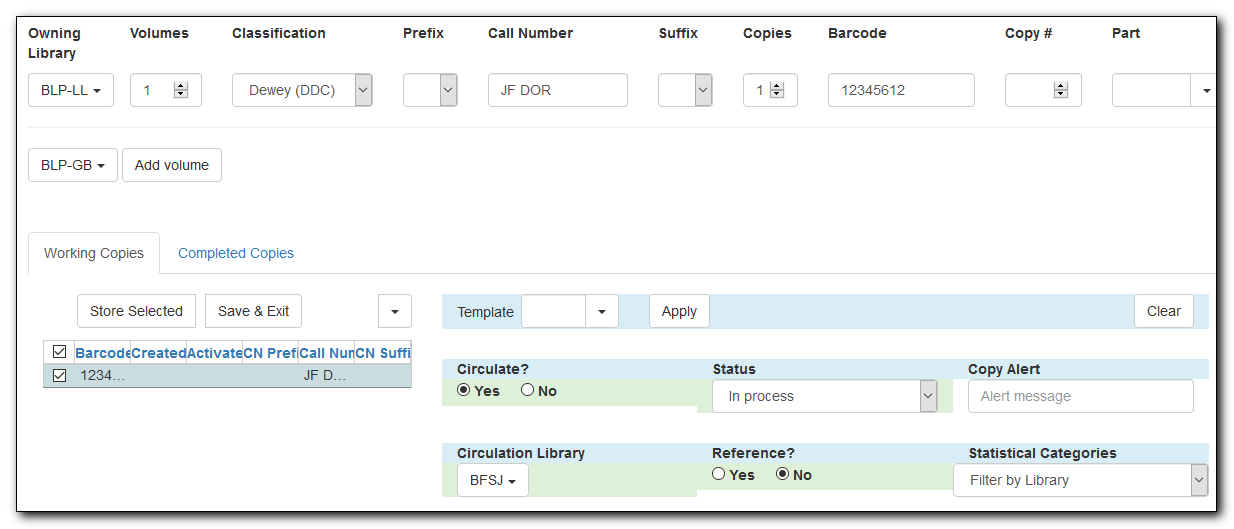 Owning Library Volumes Classification Prefix Call Number Suffix Copies Barcode Copy # Part
BLP-LL 1 Dewey (DDC) JF DOR 1 12345612
BLP-GB Add volume
Working Copies Completed Copies
Store Selected Save & Exit Template Apply Clear
Barcode Created Activate CN Prefi Call Nun CN Suffi
1234... JF D...
Circulate? Status Copy Alert
Yes No In process Alert message
Circulation Library Reference? Statistical Categories
BFSJ Yes No Filter by Library